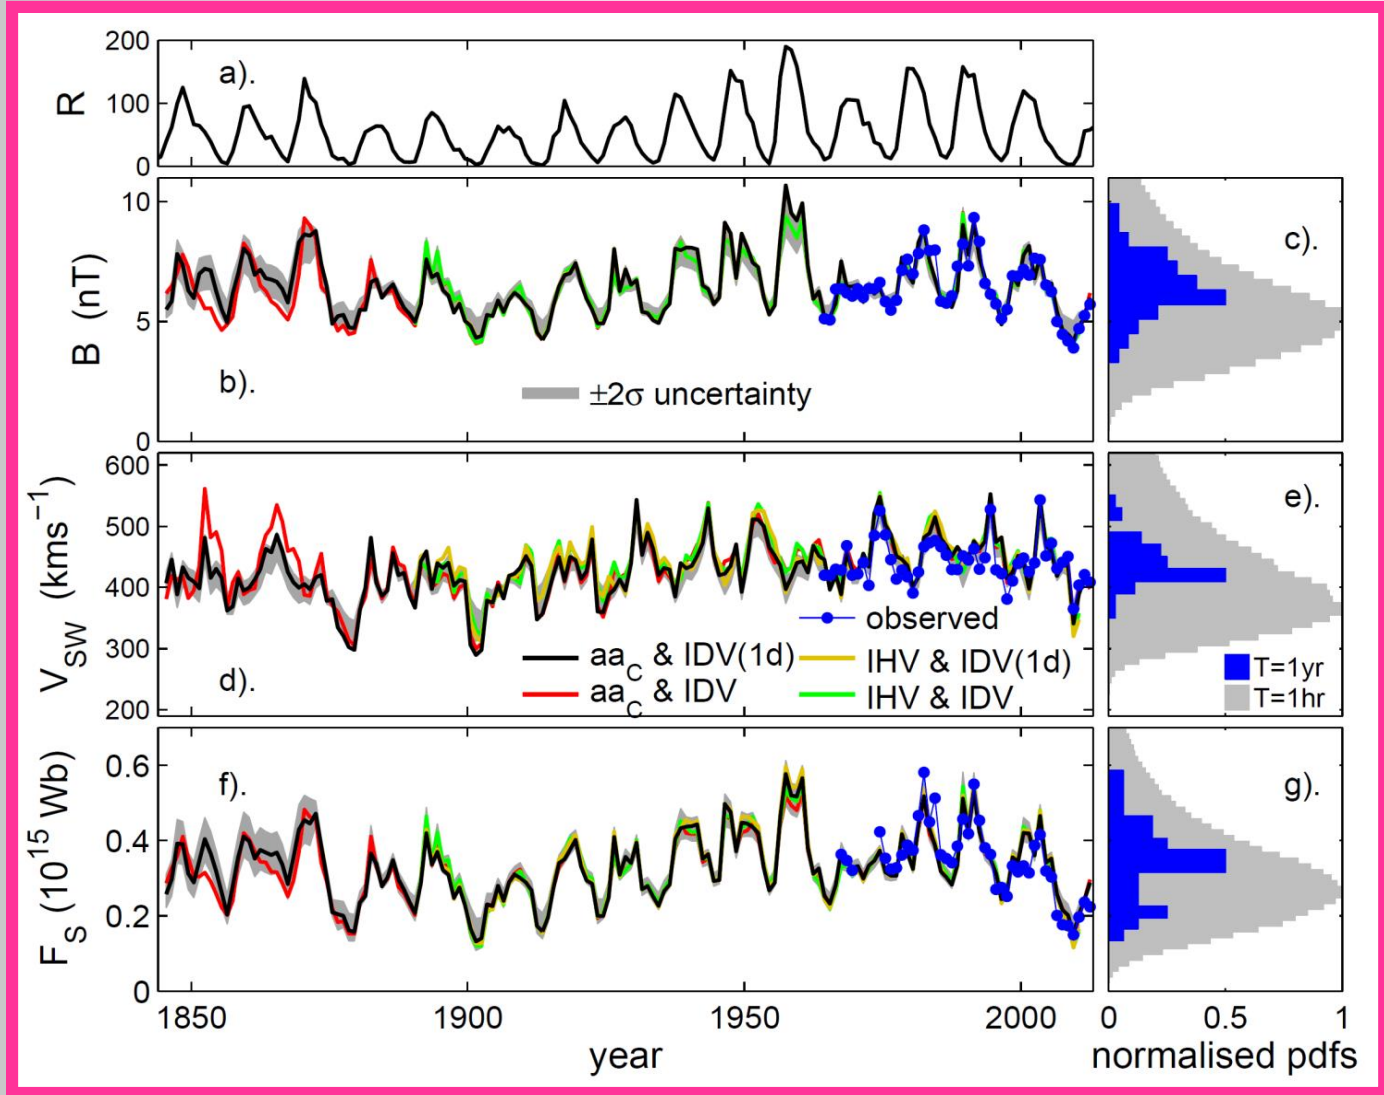 200
100
0
R
a).
10
5
0
B (nT)
b).
±2σ uncertainty
c).
600
500
400
300
200
V_SW (kms⁻¹)
d).
observed
aa_C & IDV(1d)
IHV & IDV(1d)
aa_C & IDV
IHV & IDV
e).
T=1yr
T=1hr
0.6
0.4
0.2
0
F_S (10¹⁵ Wb)
f).
g).
1850
1900
1950
2000
0
0.5
1
year
normalised pdfs